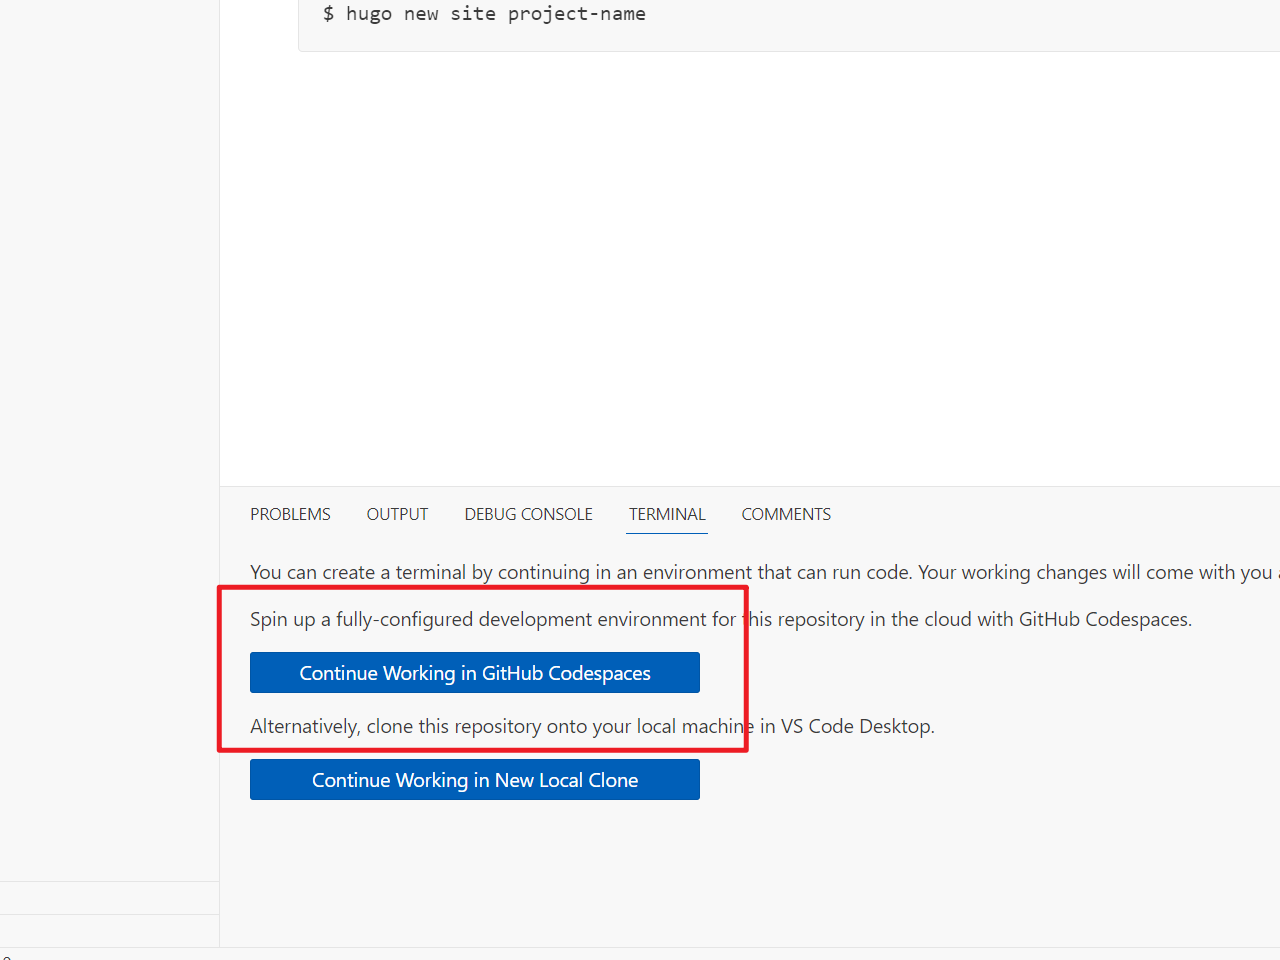 $ hugo new site project-name
PROBLEMS OUTPUT DEBUG CONSOLE TERMINAL COMMENTS
You can create a terminal by continuing in an environment that can run code. Your working changes will come with you
Spin up a fully-configured development environment for this repository in the cloud with GitHub Codespaces.
Continue Working in GitHub Codespaces
Alternatively, clone this repository onto your local machine in VS Code Desktop.
Continue Working in New Local Clone